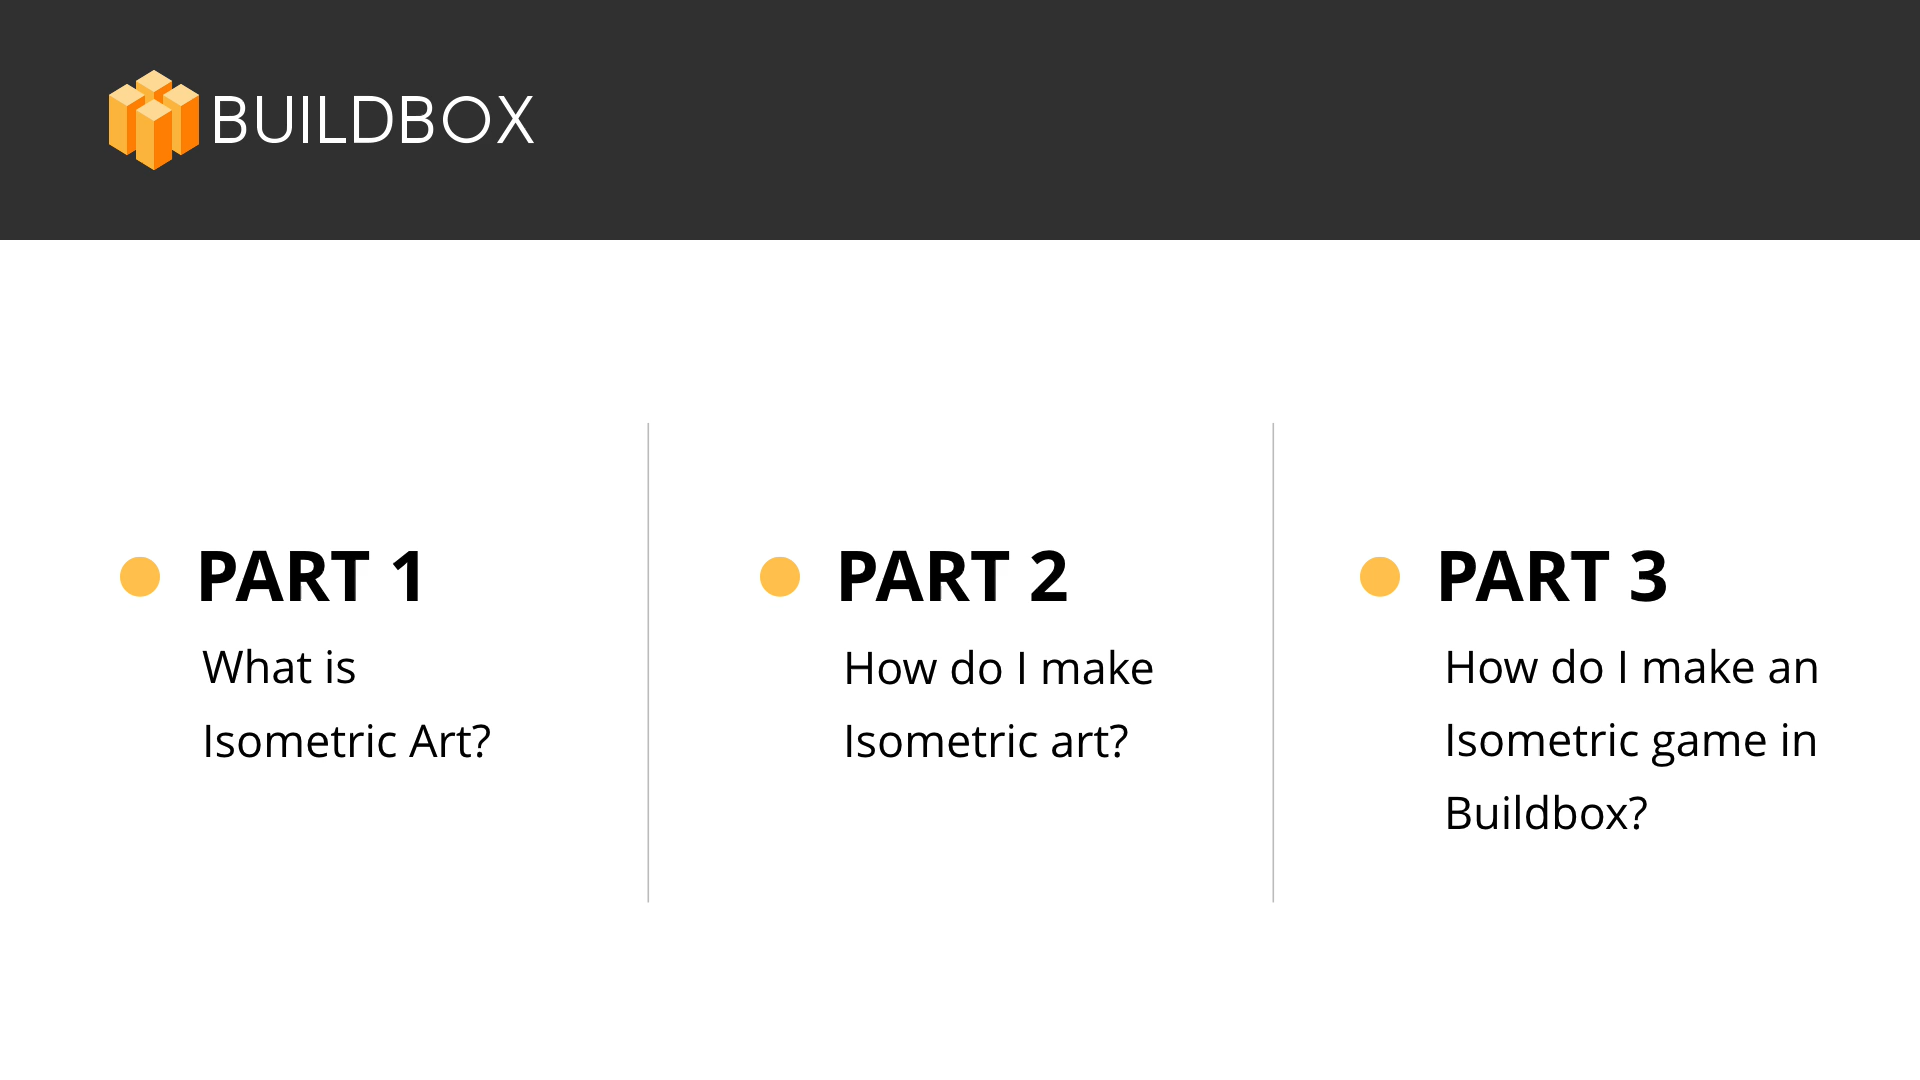 BUILDBOX
PART 1
What is
Isometric Art?
PART 2
How do I make
Isometric art?
PART 3
How do I make an
Isometric game in
Buildbox?